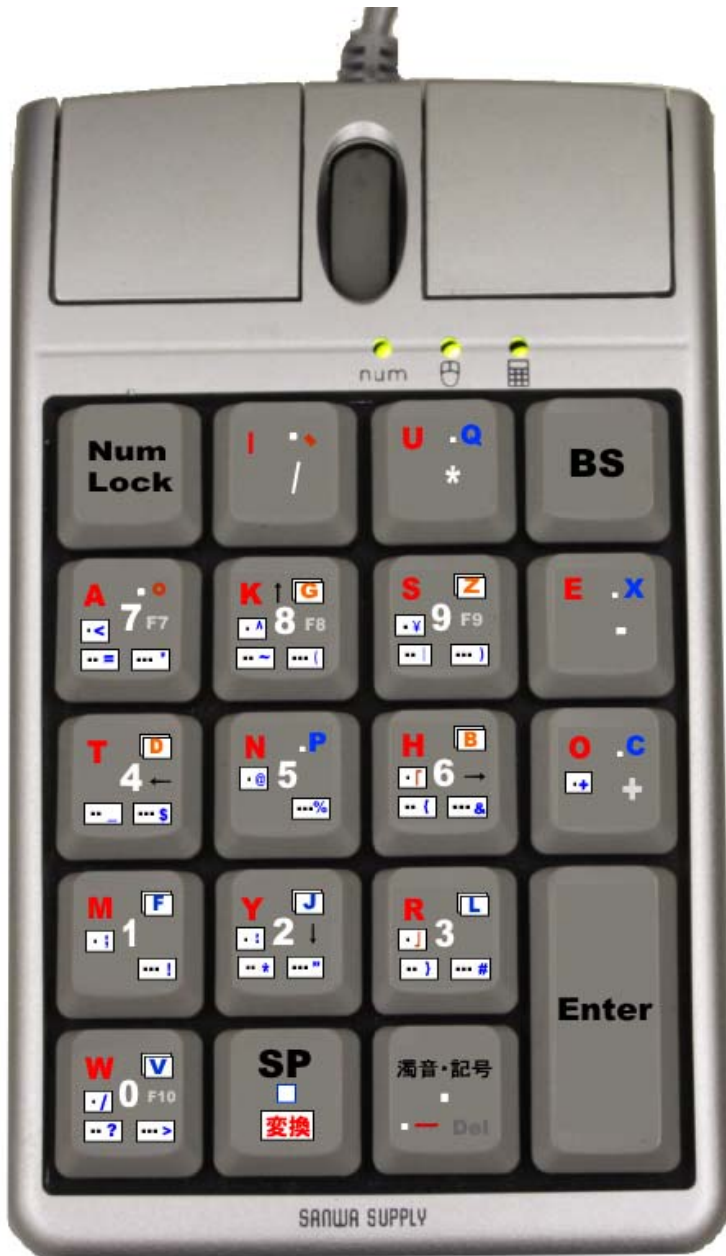 num
Num
Lock
I . 〃
/
U .Q
*
BS
A . o
7 F7
·<
·· = ··· '
K ↑ G
·^ 8 F8
·· ~ ··· (
S Z
·¥ 9 F9
·· | ··· )
E .X
-
T D
4 ←
·· _ ··· $
N .P
·@ 5
···%
H B
·「 6 →
·· { ··· &
O .C
·+ +
M F
·; 1
··· !
Y J
·: 2 ↓
·· * ··· "
R L
·」 3
·· } ··· #
Enter
W V
·/ 0 F10
·· ? ··· >
SP
変換
濁音・記号
.
·ー Del
SANWA SUPPLY